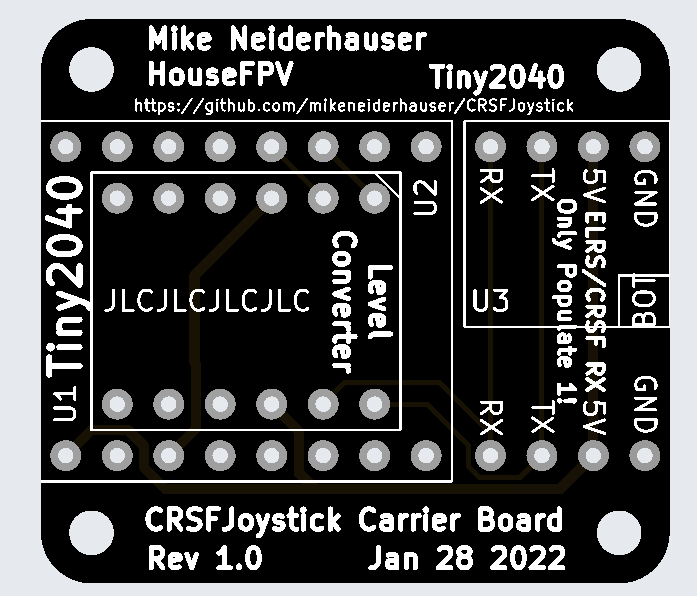 Mike Neiderhauser
HouseFPV
Tiny2040
https://github.com/mikeneiderhauser/CRSFJoystick
U1 Tiny2040
JLCJLCJLCJLC
Level
Converter
U2
RX
TX
5V
GND
ELRS/CRSF RX
Only Populate 1!
U3
BOT
RX
TX
5V
GND
CRSFJoystick Carrier Board
Rev 1.0
Jan 28 2022